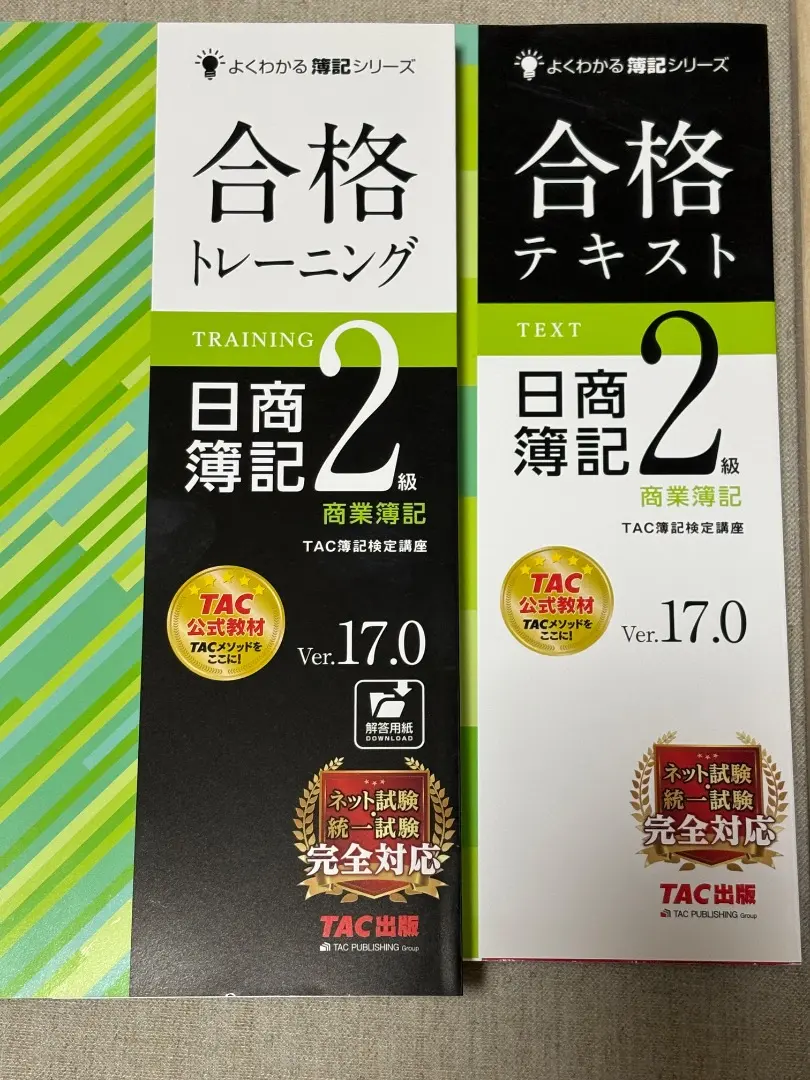 よくわかる簿記シリーズ
合格
トレーニング
TRAINING
日商
簿記
2級
商業簿記
TAC簿記検定講座
TAC
公式教材
TACメソッドを
ここに!
Ver.17.0
解答用紙
DOWNLOAD
ネット試験
・
統一試験
完全対応
TAC出版
TAC PUBLISHING Group
よくわかる簿記シリーズ
合格
テキスト
TEXT
日商
簿記
2級
商業簿記
TAC簿記検定講座
TAC
公式教材
TACメソッドを
ここに!
Ver.17.0
ネット試験
・
統一試験
完全対応
TAC出版
TAC PUBLISHING Group